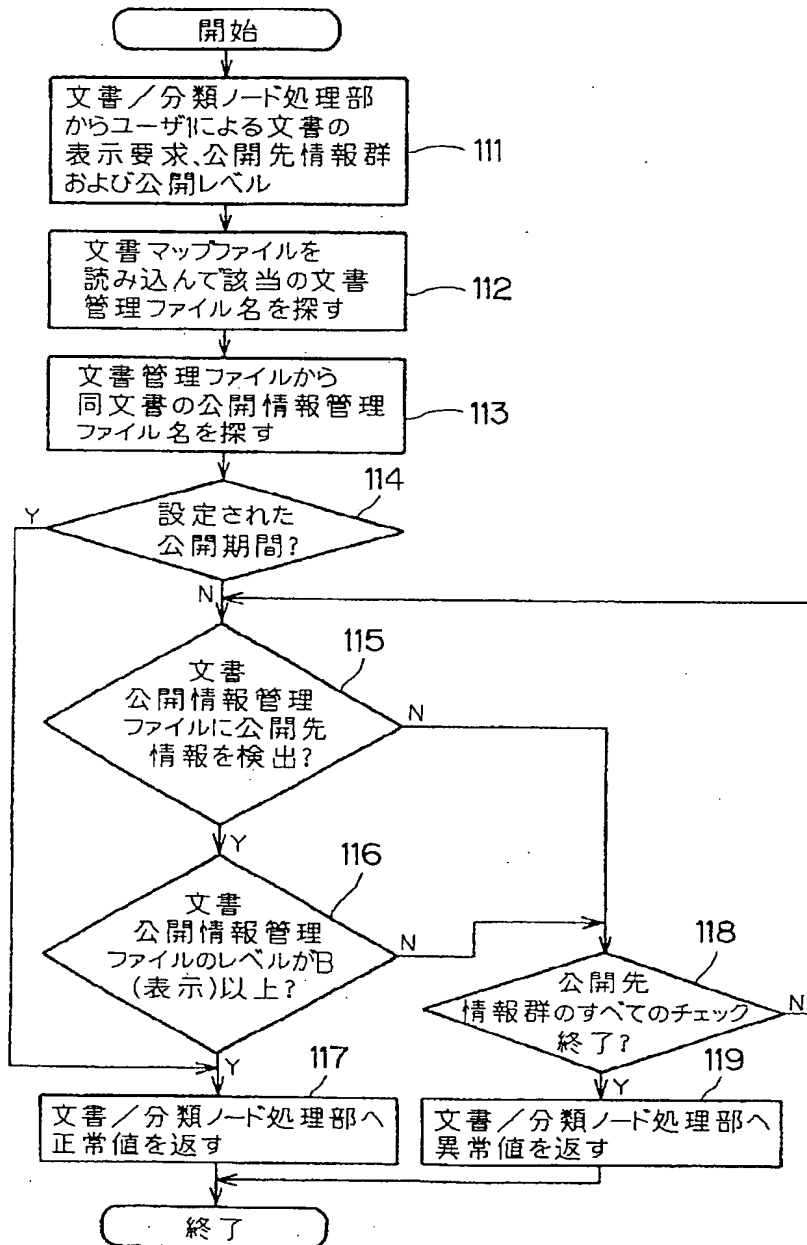 開始
文書／分類ノード処理部
からユーザ1による文書の
表示要求、公開先情報群
および公開レベル
111
文書マップファイルを
読み込んで該当の文書
管理ファイル名を探す
112
文書管理ファイルから
同文書の公開情報管理
ファイル名を探す
113
114
Y
設定された
公開期間?
N
115
文書
公開情報管理
ファイルに公開先
情報を検出?
N
Y
116
文書
公開情報管理
ファイルのレベルがB
(表示)以上?
N
118
公開先
情報群のすべてのチェック
終了?
N
Y
117
Y
119
文書／分類ノード処理部へ
正常値を返す
文書／分類ノード処理部へ
異常値を返す
終了